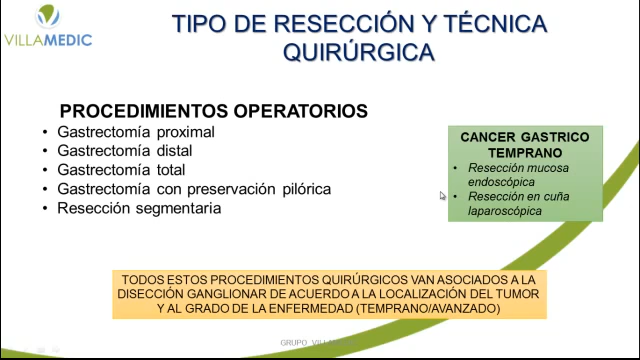 VILLAMEDIC
TIPO DE RESECCIÓN Y TÉCNICA
QUIRÚRGICA
PROCEDIMIENTOS OPERATORIOS
• Gastrectomía proximal
• Gastrectomía distal
• Gastrectomía total
• Gastrectomía con preservación pilórica
• Resección segmentaria
CANCER GASTRICO
TEMPRANO
• Resección mucosa
endoscópica
• Resección en cuña
laparoscópica
TODOS ESTOS PROCEDIMIENTOS QUIRÚRGICOS VAN ASOCIADOS A LA
DISECCIÓN GANGLIONAR DE ACUERDO A LA LOCALIZACIÓN DEL TUMOR
Y AL GRADO DE LA ENFERMEDAD (TEMPRANO/AVANZADO)
GRUPO